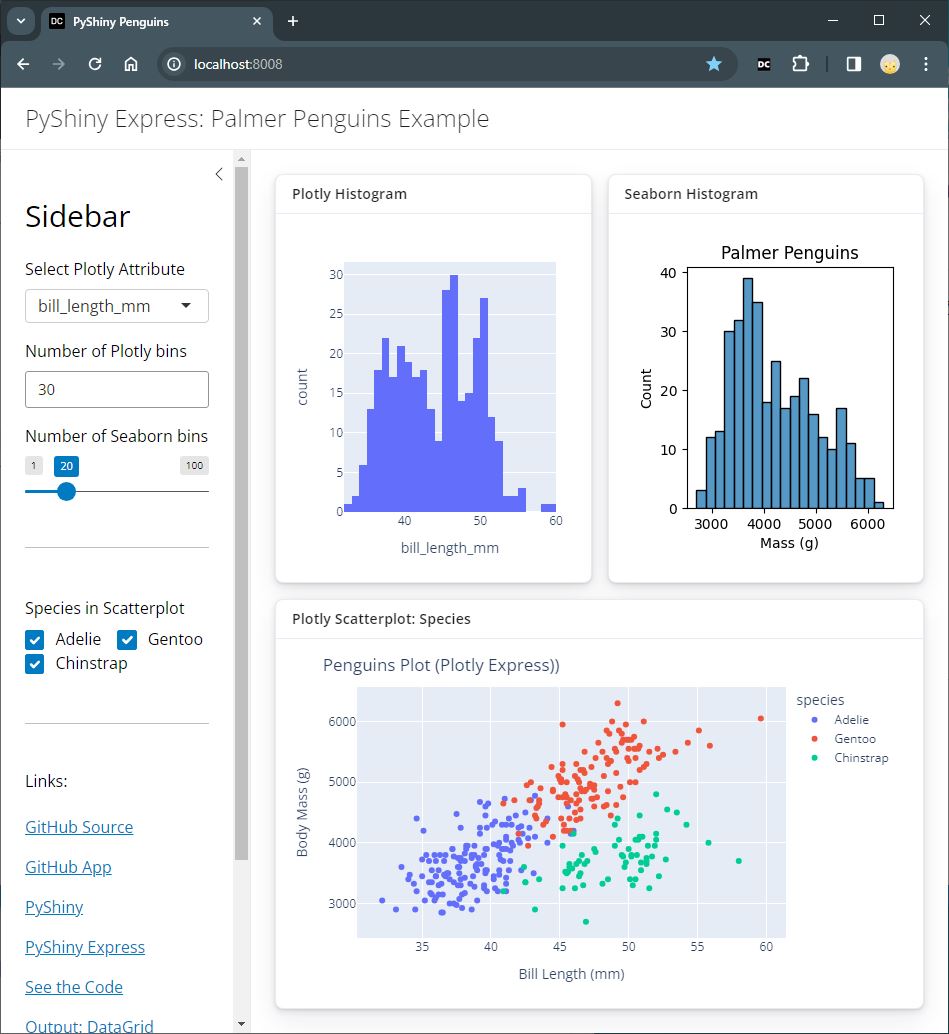 DC PyShiny Penguins
localhost:8008
DC
PyShiny Express: Palmer Penguins Example
Sidebar
Select Plotly Attribute
bill_length_mm
Number of Plotly bins
30
Number of Seaborn bins
1 20 100
Species in Scatterplot
Adelie Gentoo
Chinstrap
Links:
GitHub Source
GitHub App
PyShiny
PyShiny Express
See the Code
Output: DataGrid
Plotly Histogram
30
25
20
15
10
5
0
count
40 50 60
bill_length_mm
Seaborn Histogram
Palmer Penguins
40
30
20
10
0
Count
3000 4000 5000 6000
Mass (g)
Plotly Scatterplot: Species
Penguins Plot (Plotly Express))
6000
5000
4000
3000
Body Mass (g)
35 40 45 50 55 60
Bill Length (mm)
species
Adelie
Gentoo
Chinstrap